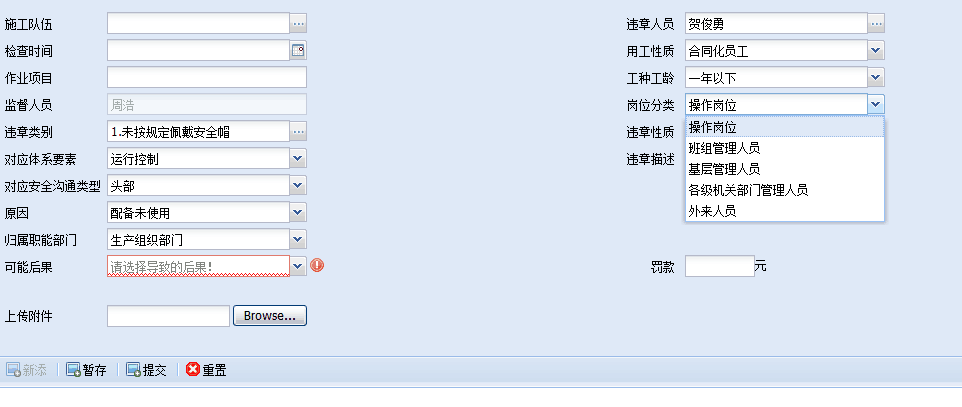 施工队伍
违章人员 贺俊勇
检查时间
用工性质 合同化员工
作业项目
工种工龄 一年以下
监督人员 周浩
岗位分类 操作岗位
违章类别 1.未按规定佩戴安全帽
违章性质
操作岗位
班组管理人员
基层管理人员
各级机关部门管理人员
外来人员
对应体系要素 运行控制
违章描述
对应安全沟通类型 头部
原因 配备未使用
归属职能部门 生产组织部门
可能后果 请选择导致的后果!
罚款 元
上传附件 Browse...
新添 暂存 提交 重置